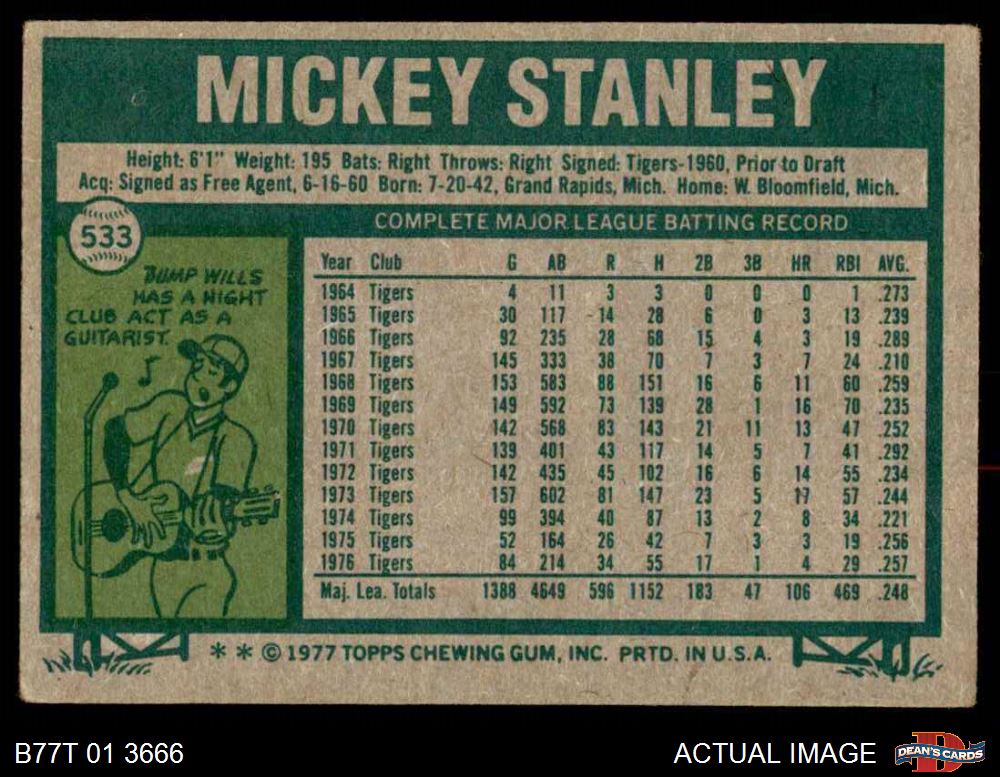 MICKEY STANLEY
Height: 6'1" Weight: 195 Bats: Right Throws: Right Signed: Tigers-1960, Prior to Draft
Acq: Signed as Free Agent, 6-16-60 Born: 7-20-42, Grand Rapids, Mich. Home: W. Bloomfield, Mich.
533
BUMP WILLS
HAS A NIGHT
CLUB ACT AS A
GUITARIST.
COMPLETE MAJOR LEAGUE BATTING RECORD
Year Club G AB R H 2B 3B HR RBI AVG.
1964 Tigers 4 11 3 3 0 0 0 1 .273
1965 Tigers 30 117 14 28 6 0 3 13 .239
1966 Tigers 92 235 28 68 15 4 3 19 .289
1967 Tigers 145 333 38 70 7 3 7 24 .210
1968 Tigers 153 583 88 151 16 6 11 60 .259
1969 Tigers 149 592 73 139 28 1 16 70 .235
1970 Tigers 142 568 83 143 21 11 13 47 .252
1971 Tigers 139 401 43 117 14 5 7 41 .292
1972 Tigers 142 435 45 102 16 6 14 55 .234
1973 Tigers 157 602 81 147 23 5 17 57 .244
1974 Tigers 99 394 40 87 13 2 8 34 .221
1975 Tigers 52 164 26 42 7 3 3 19 .256
1976 Tigers 84 214 34 55 17 1 4 29 .257
Maj. Lea. Totals 1388 4649 596 1152 183 47 106 469 .248
* * © 1977 TOPPS CHEWING GUM, INC. PRTD. IN U.S.A.
B77T 01 3666
ACTUAL IMAGE
DEAN'S CARDS